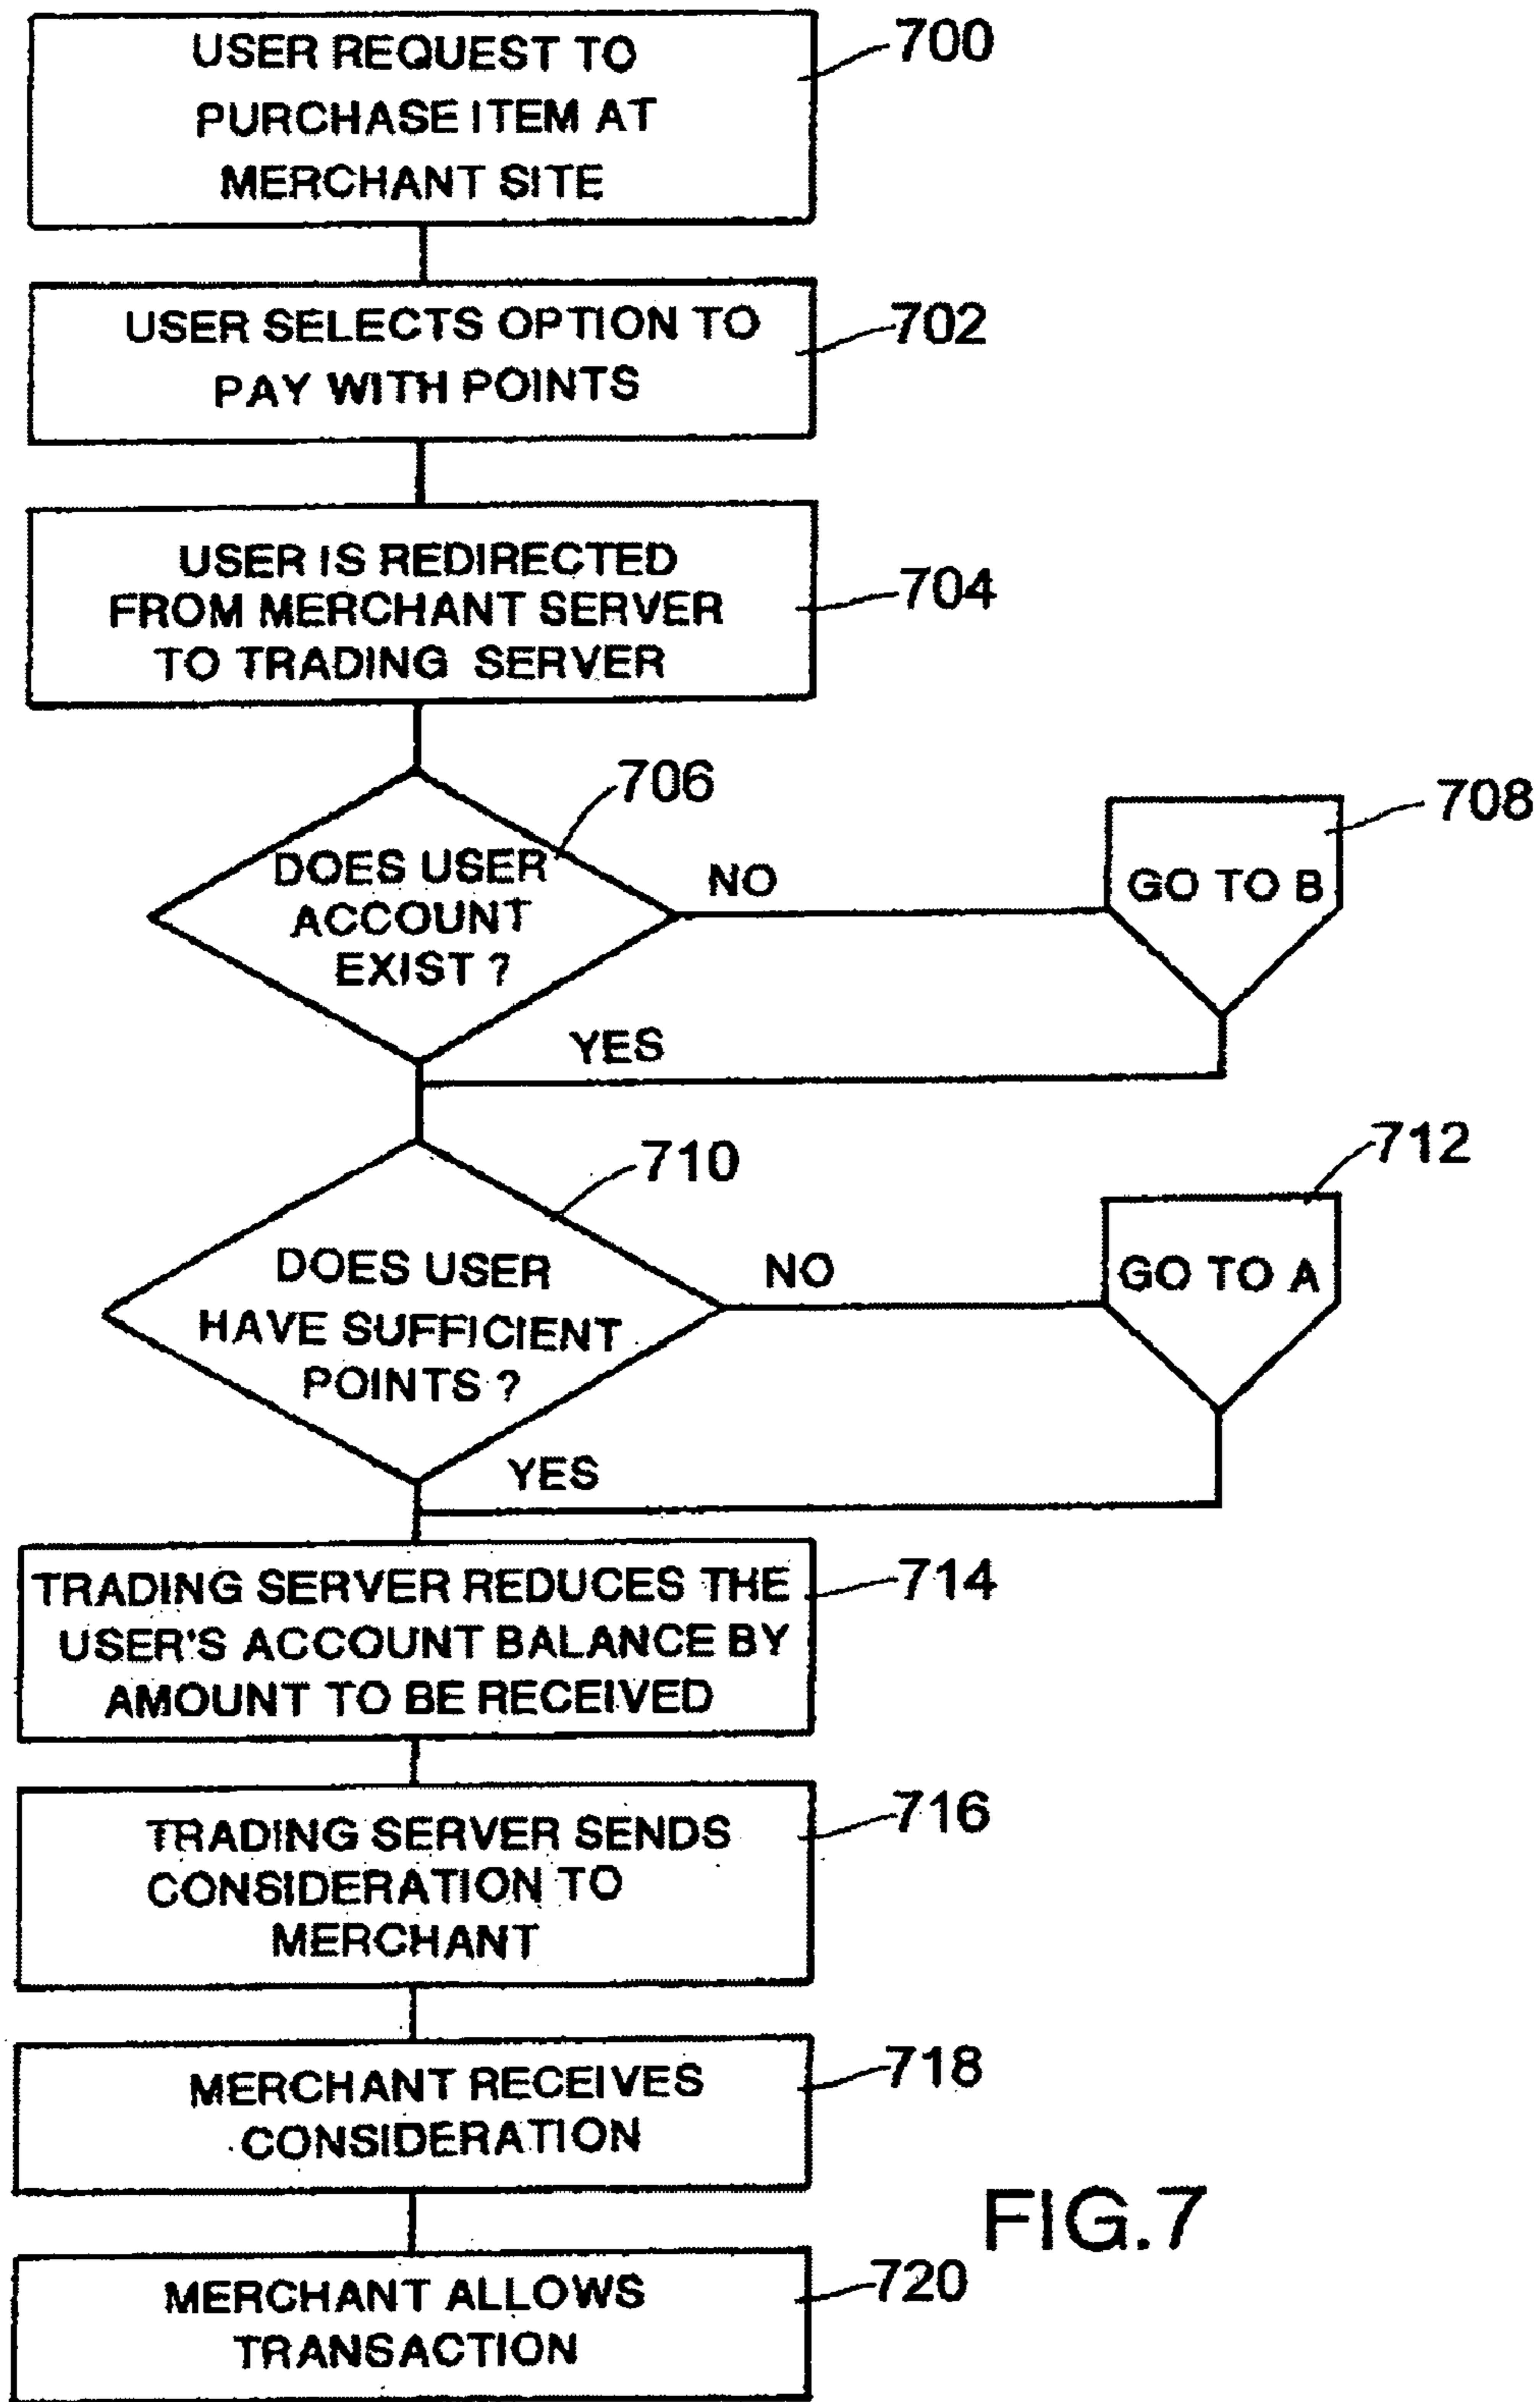 USER REQUEST TO
PURCHASE ITEM AT
MERCHANT SITE
700
USER SELECTS OPTION TO
PAY WITH POINTS
702
USER IS REDIRECTED
FROM MERCHANT SERVER
TO TRADING SERVER
704
706
DOES USER
ACCOUNT
EXIST ?
NO
708
GO TO B
YES
710
DOES USER
HAVE SUFFICIENT
POINTS ?
NO
712
GO TO A
YES
TRADING SERVER REDUCES THE
USER'S ACCOUNT BALANCE BY
AMOUNT TO BE RECEIVED
714
TRADING SERVER SENDS
CONSIDERATION TO
MERCHANT
716
MERCHANT RECEIVES
CONSIDERATION
718
FIG.7
MERCHANT ALLOWS
TRANSACTION
720